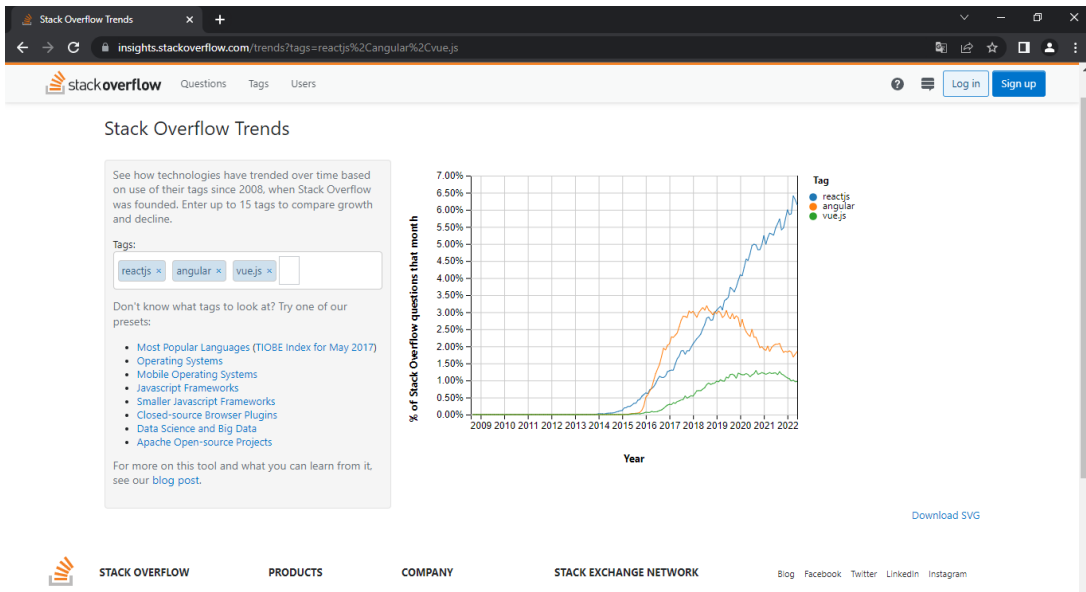 Stack Overflow Trends
insights.stackoverflow.com/trends?tags=reactjs%2Cangular%2Cvue.js
stackoverflow Questions Tags Users Log in Sign up
Stack Overflow Trends
See how technologies have trended over time based
on use of their tags since 2008, when Stack Overflow
was founded. Enter up to 15 tags to compare growth
and decline.
Tags:
reactjs × angular × vue.js ×
Don't know what tags to look at? Try one of our
presets:
Most Popular Languages (TIOBE Index for May 2017)
Operating Systems
Mobile Operating Systems
Javascript Frameworks
Smaller Javascript Frameworks
Closed-source Browser Plugins
Data Science and Big Data
Apache Open-source Projects
For more on this tool and what you can learn from it,
see our blog post.
% of Stack Overflow questions that month
7.00%
6.50%
6.00%
5.50%
5.00%
4.50%
4.00%
3.50%
3.00%
2.50%
2.00%
1.50%
1.00%
0.50%
0.00%
2009 2010 2011 2012 2013 2014 2015 2016 2017 2018 2019 2020 2021 2022
Year
Tag
reactjs
angular
vue.js
Download SVG
STACK OVERFLOW PRODUCTS COMPANY STACK EXCHANGE NETWORK Blog Facebook Twitter LinkedIn Instagram